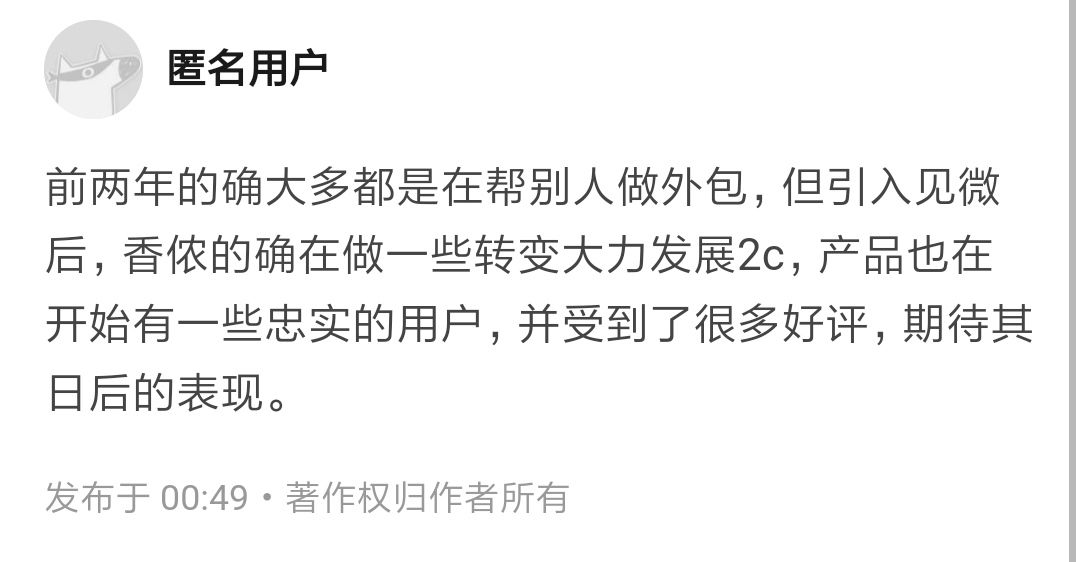 匿名用户
前两年的确大多都是在帮别人做外包，但引入见微
后，香侬的确在做一些转变大力发展2c，产品也在
开始有一些忠实的用户，并受到了很多好评，期待其
日后的表现。
发布于 00:49 · 著作权归作者所有